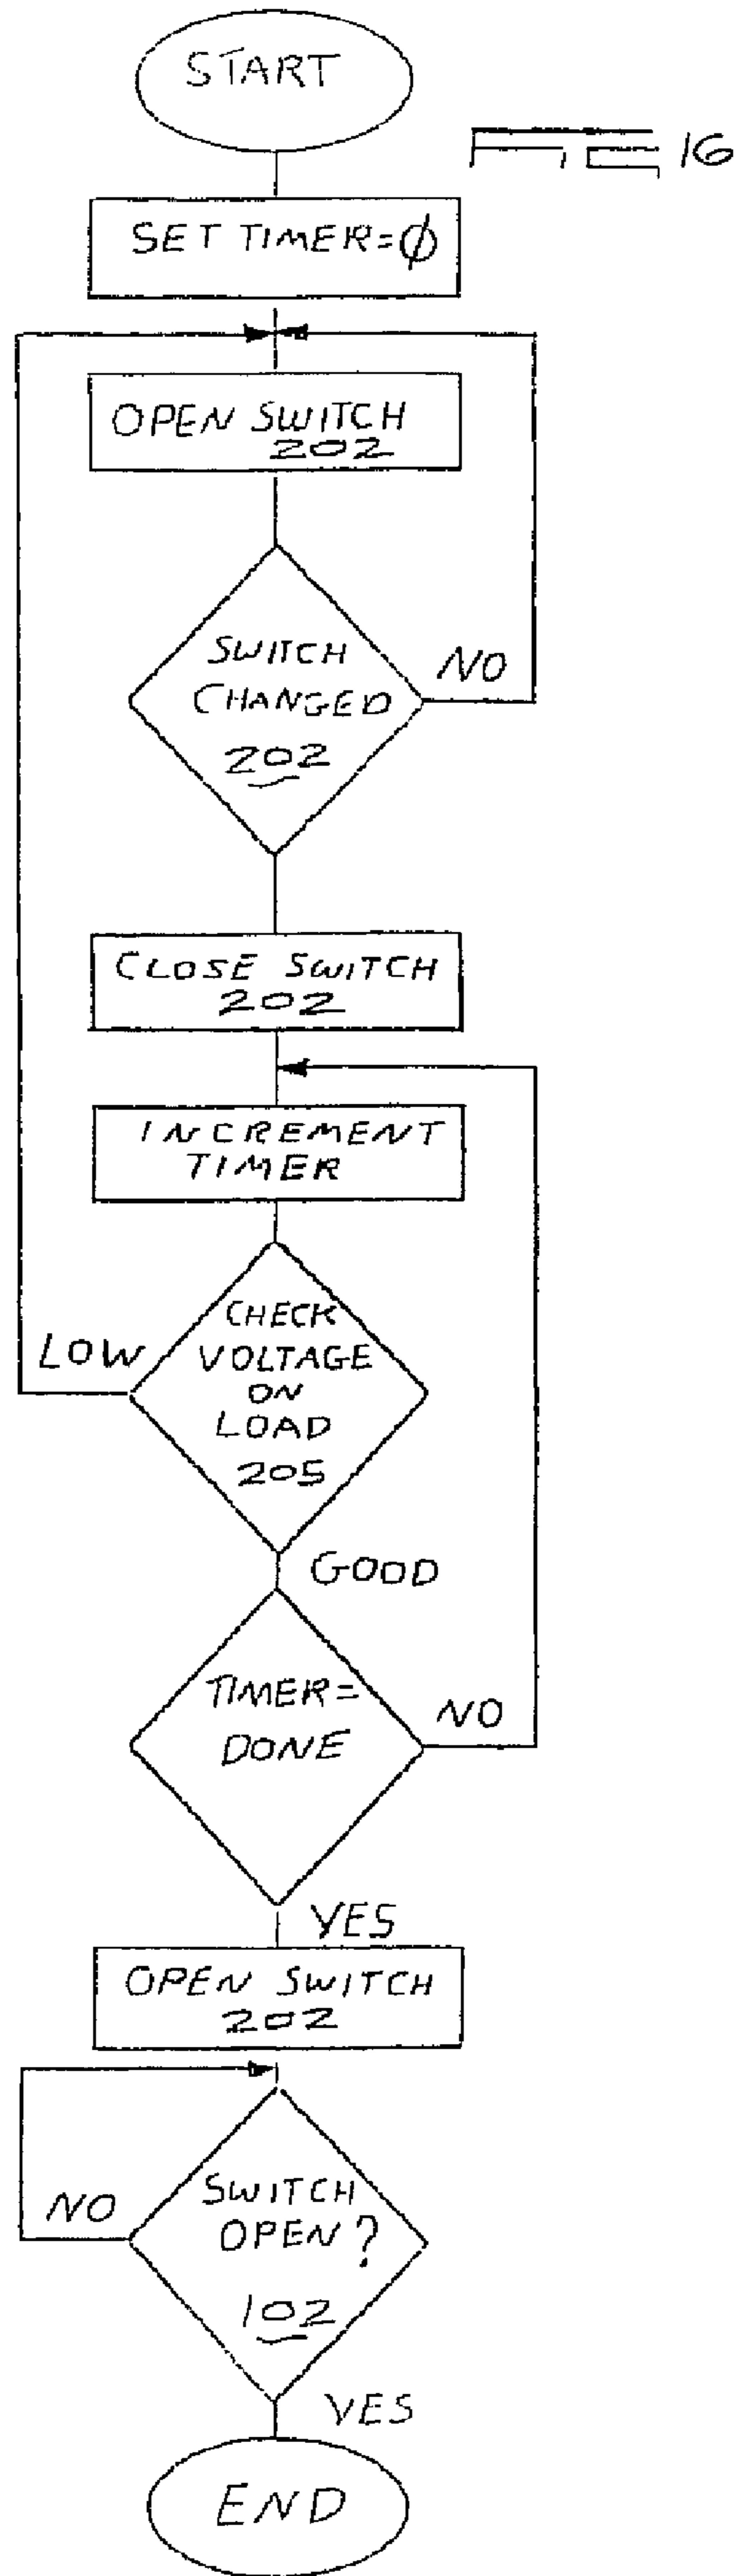 START
FIG 16
SET TIMER=Ø
OPEN SWITCH
202
SWITCH
CHANGED
202
NO
CLOSE SWITCH
202
INCREMENT
TIMER
CHECK
VOLTAGE
ON
LOAD
205
LOW
GOOD
TIMER=
DONE
NO
YES
OPEN SWITCH
202
SWITCH
OPEN?
102
NO
YES
END